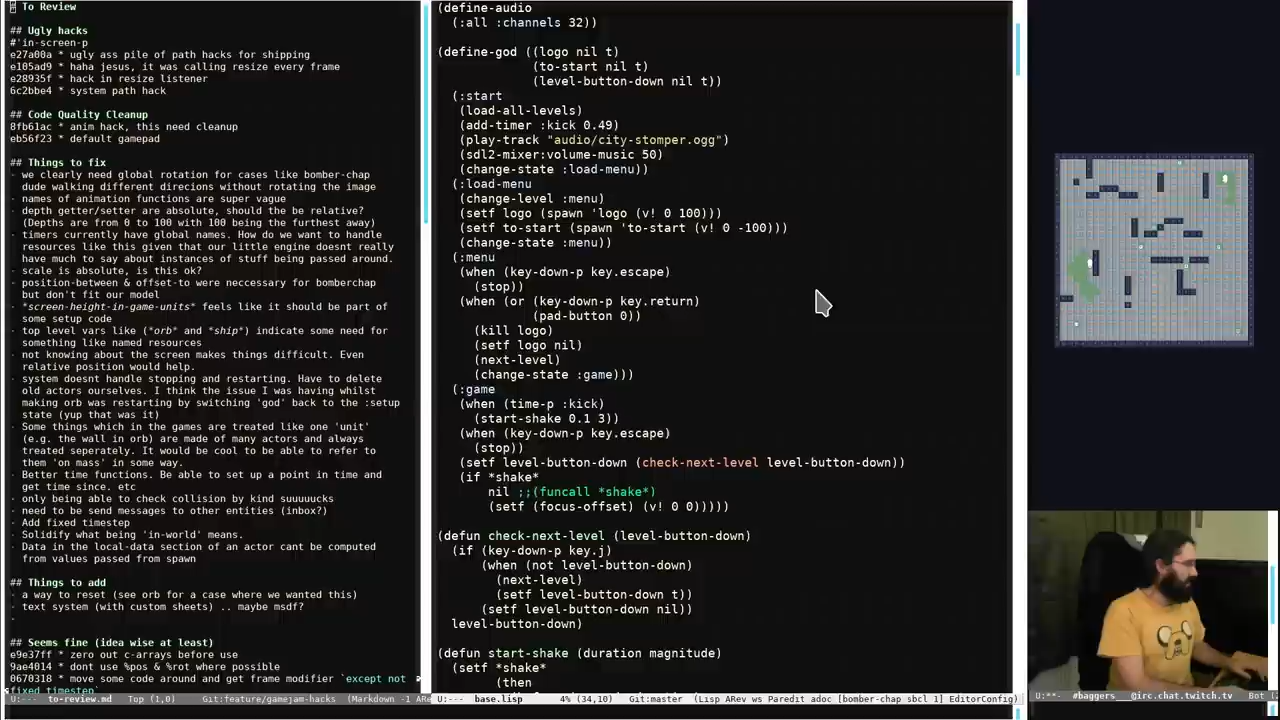 # To Review
## Ugly hacks
#'in-screen-p
e27a00a * ugly ass pile of path hacks for shipping
e105ad9 * haha jesus, it was calling resize every frame
e28935f * hack in resize listener
6c2bbe4 * system path hack
## Code Quality Cleanup
8fb61ac * anim hack, this need cleanup
eb56f23 * default gamepad
## Things to fix
- we clearly need global rotation for cases like bomber-chap
dude walking different direcions without rotating the image
- names of animation functions are super vague
- depth getter/setter are absolute, should the be relative?
(Depths are from 0 to 100 with 100 being the furthest away)
- timers currently have global names. How do we want to handle
resources like this given that our little engine doesnt really
have much to say about instances of stuff being passed around.
- scale is absolute, is this ok?
- position-between & offset-to were neccessary for bomberchap
but don't fit our model
- *screen-height-in-game-units* feels like it should be part of
some setup code
- top level vars like (*orb* and *ship*) indicate some need for
something like named resources
- not knowing about the screen makes things difficult. Even
relative position would help.
- system doesnt handle stopping and restarting. Have to delete
old actors ourselves. I think the issue I was having whilst
making orb was restarting by switching 'god' back to the :setup
state (yup that was it)
- Some things which in the games are treated like one 'unit'
(e.g. the wall in orb) are made of many actors and always
treated seperately. It would be cool to be able to refer to
them 'on mass' in some way.
- Better time functions. Be able to set up a point in time and
get time since. etc
- only being able to check collision by kind suuuuucks
- need to be send messages to other entities (inbox?)
- Add fixed timestep
- Solidify what being 'in-world' means.
- Data in the local-data section of an actor cant be computed
from values passed from spawn
## Things to add
- a way to reset (see orb for a case where we wanted this)
- text system (with custom sheets) .. maybe msdf?
-
## Seems fine (idea wise at least)
e9e37ff * zero out c-arrays before use
9ae4014 * dont use %pos & %rot where possible
0670318 * move some code around and get frame modifier `except not
fixed timestep`
U:--- to-review.md Top (1,0) Git:feature/gamejam-hacks (Markdown -1 ARe
(define-audio
(:all :channels 32))
(define-god ((logo nil t)
(to-start nil t)
(level-button-down nil t))
(:start
(load-all-levels)
(add-timer :kick 0.49)
(play-track "audio/city-stomper.ogg")
(sdl2-mixer:volume-music 50)
(change-state :load-menu))
(:load-menu
(change-level :menu)
(setf logo (spawn 'logo (v! 0 100)))
(setf to-start (spawn 'to-start (v! 0 -100)))
(change-state :menu))
(:menu
(when (key-down-p key.escape)
(stop))
(when (or (key-down-p key.return)
(pad-button 0))
(kill logo)
(setf logo nil)
(next-level)
(change-state :game)))
(:game
(when (time-p :kick)
(start-shake 0.1 3))
(when (key-down-p key.escape)
(stop))
(setf level-button-down (check-next-level level-button-down))
(if *shake*
nil ;;(funcall *shake*)
(setf (focus-offset) (v! 0 0)))))
(defun check-next-level (level-button-down)
(if (key-down-p key.j)
(when (not level-button-down)
(next-level)
(setf level-button-down t))
(setf level-button-down nil))
level-button-down)
(defun start-shake (duration magnitude)
(setf *shake*
(then
U:--- base.lisp 4% (34,10) Git:master (Lisp ARev ws Paredit adoc [bomber-chap sbcl 1] EditorConfig)
U:**- #baggers__@irc.chat.twitch.tv Bot (